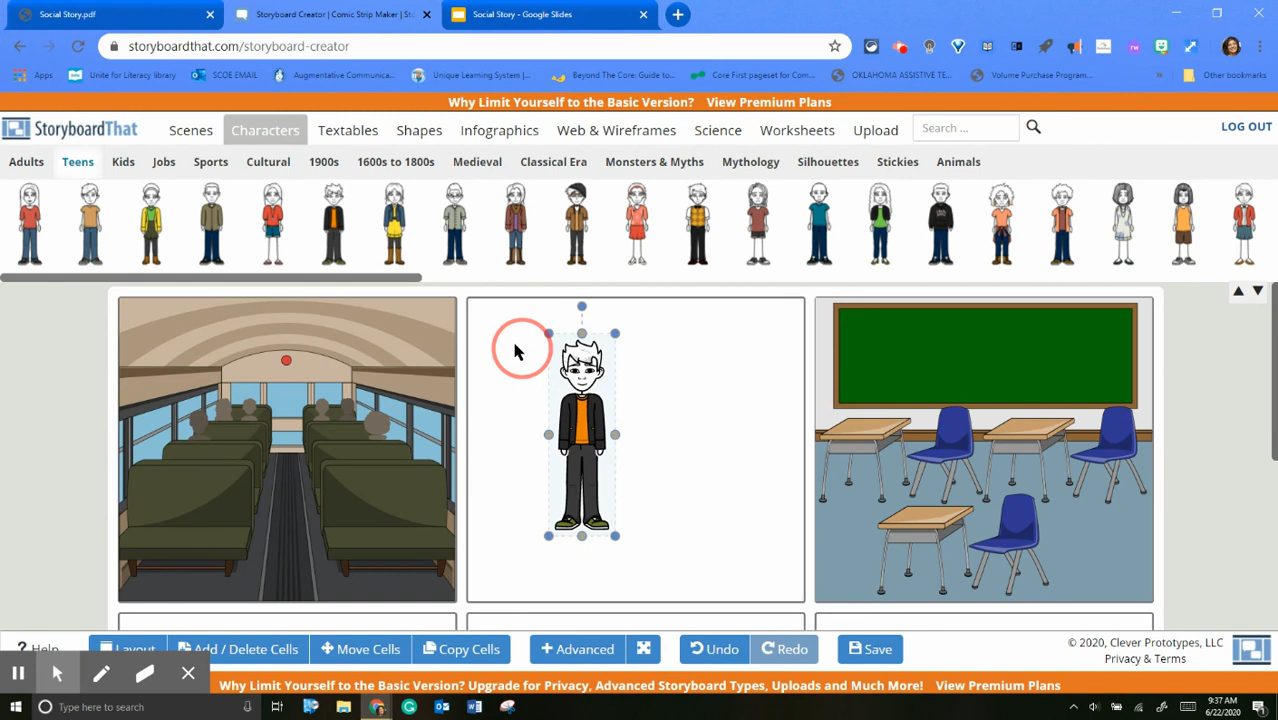 Social Story.pdf
Storyboard Creator | Comic Strip Maker | St
Social Story - Google Slides
storyboardthat.com/storyboard-creator
Apps
Unite for Literacy library
SCOE EMAIL
Augmentative Communica...
Unique Learning System |...
Beyond The Core: Guide to...
Core First pageset for Com...
OKLAHOMA ASSISTIVE TE...
Volume Purchase Program...
Other bookmarks
Why Limit Yourself to the Basic Version? View Premium Plans
StoryboardThat
Scenes
Characters
Textables
Shapes
Infographics
Web & Wireframes
Science
Worksheets
Upload
Search ...
LOG OUT
Adults
Teens
Kids
Jobs
Sports
Cultural
1900s
1600s to 1800s
Medieval
Classical Era
Monsters & Myths
Mythology
Silhouettes
Stickies
Animals
? Help
Layout
Add / Delete Cells
Move Cells
Copy Cells
+ Advanced
Undo
Redo
Save
© 2020, Clever Prototypes, LLC
Privacy & Terms
Why Limit Yourself to the Basic Version? Upgrade for Privacy, Advanced Storyboard Types, Uploads and Much More! View Premium Plans
Type here to search
9:37 AM
6/22/2020